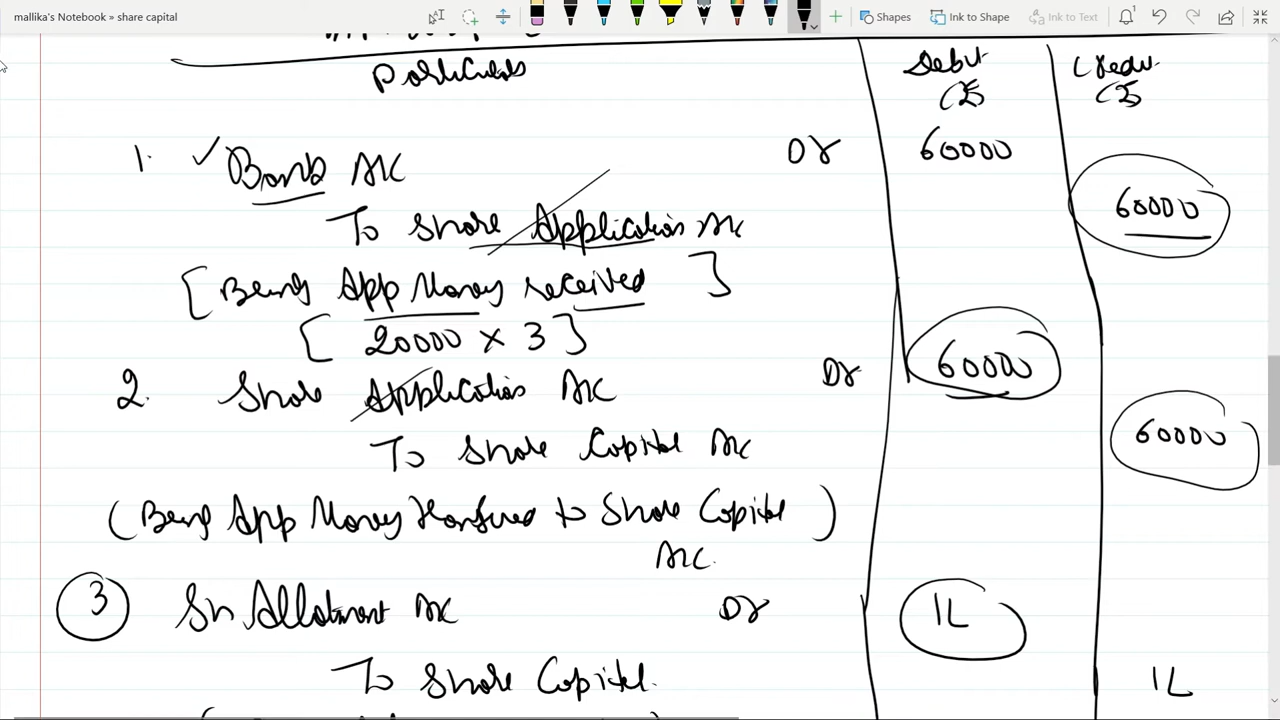 mallika's Notebook » share capital
Shapes Ink to Shape Ink to Text
Particulars Debit Credit
1. ✓ Bank A/c Dr 60000
To Share Application A/c 60000
[Being App Money received]
[20000 × 3]
2. Share Application A/c Dr 60000
To Share Capital A/c 60000
(Being App Money transfered to Share Capital
A/c.)
3 Sh Allotment A/c Dr 1L
To Share Capital. 1L